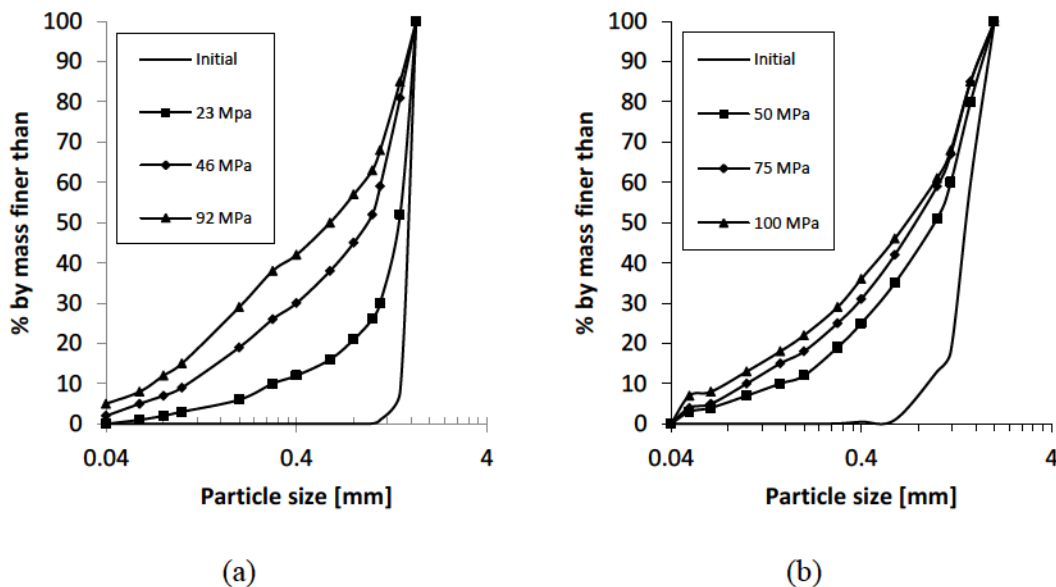 100
90
80
70
60
50
40
30
20
10
0
% by mass finer than
Initial
23 Mpa
46 MPa
92 MPa
0.04
0.4
4
Particle size [mm]
(a)
100
90
80
70
60
50
40
30
20
10
0
% by mass finer than
Initial
50 MPa
75 MPa
100 MPa
0.04
0.4
4
Particle size [mm]
(b)